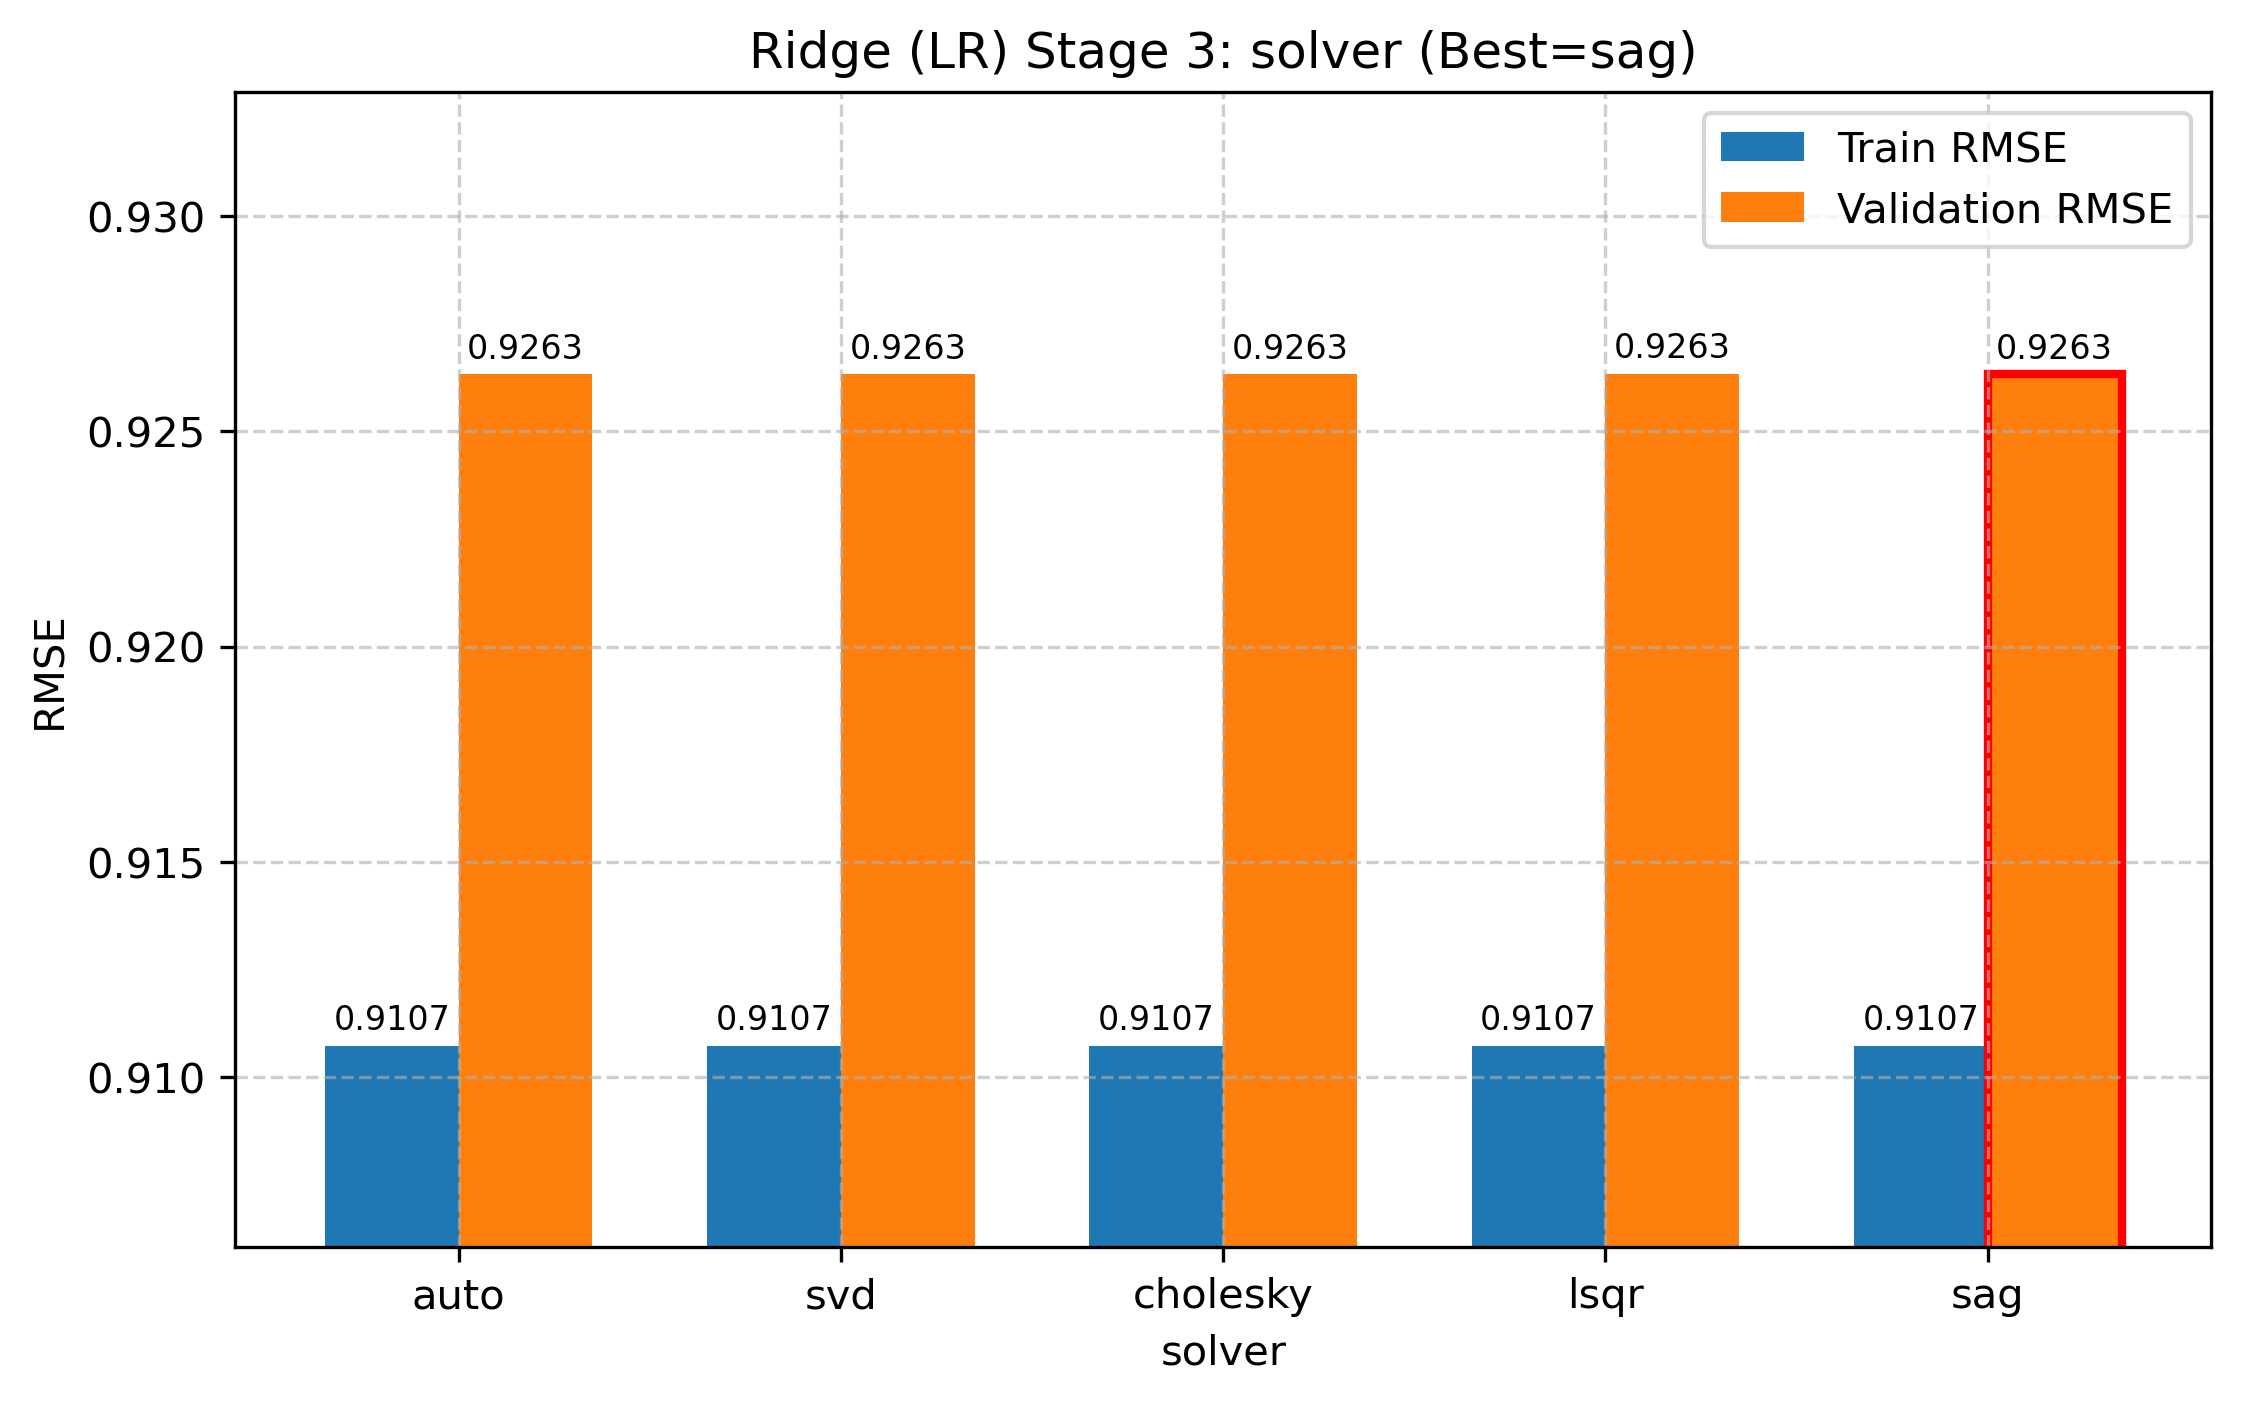 Ridge (LR) Stage 3: solver (Best=sag)
Train RMSE
Validation RMSE
RMSE
0.930
0.925
0.920
0.915
0.910
0.9263
0.9263
0.9263
0.9263
0.9263
0.9107
0.9107
0.9107
0.9107
0.9107
auto
svd
cholesky
lsqr
sag
solver